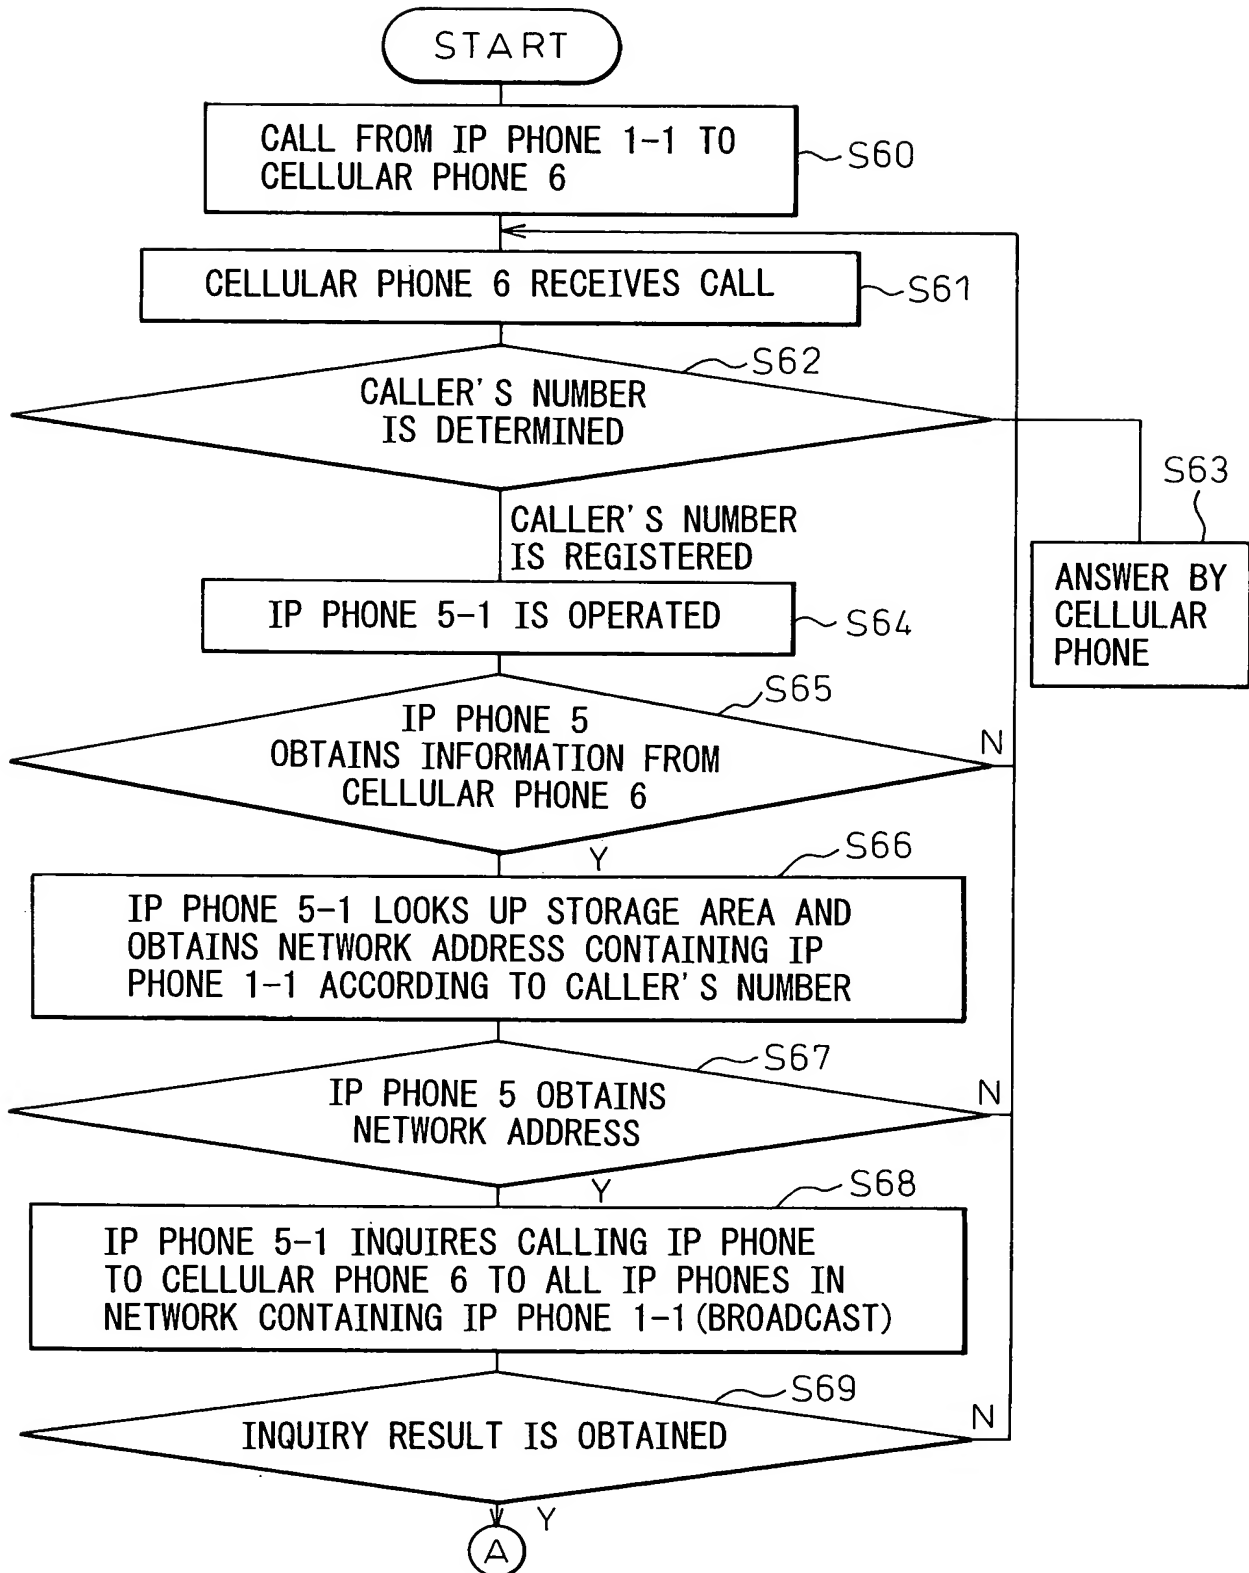 START
CALL FROM IP PHONE 1-1 TO
CELLULAR PHONE 6
S60
CELLULAR PHONE 6 RECEIVES CALL
S61
S62
CALLER'S NUMBER
IS DETERMINED
S63
CALLER'S NUMBER
IS REGISTERED
ANSWER BY
CELLULAR
PHONE
IP PHONE 5-1 IS OPERATED
S64
S65
IP PHONE 5
OBTAINS INFORMATION FROM
CELLULAR PHONE 6
N
Y
S66
IP PHONE 5-1 LOOKS UP STORAGE AREA AND
OBTAINS NETWORK ADDRESS CONTAINING IP
PHONE 1-1 ACCORDING TO CALLER'S NUMBER
S67
IP PHONE 5 OBTAINS
NETWORK ADDRESS
N
Y
S68
IP PHONE 5-1 INQUIRES CALLING IP PHONE
TO CELLULAR PHONE 6 TO ALL IP PHONES IN
NETWORK CONTAINING IP PHONE 1-1(BROADCAST)
S69
INQUIRY RESULT IS OBTAINED
N
Y
A